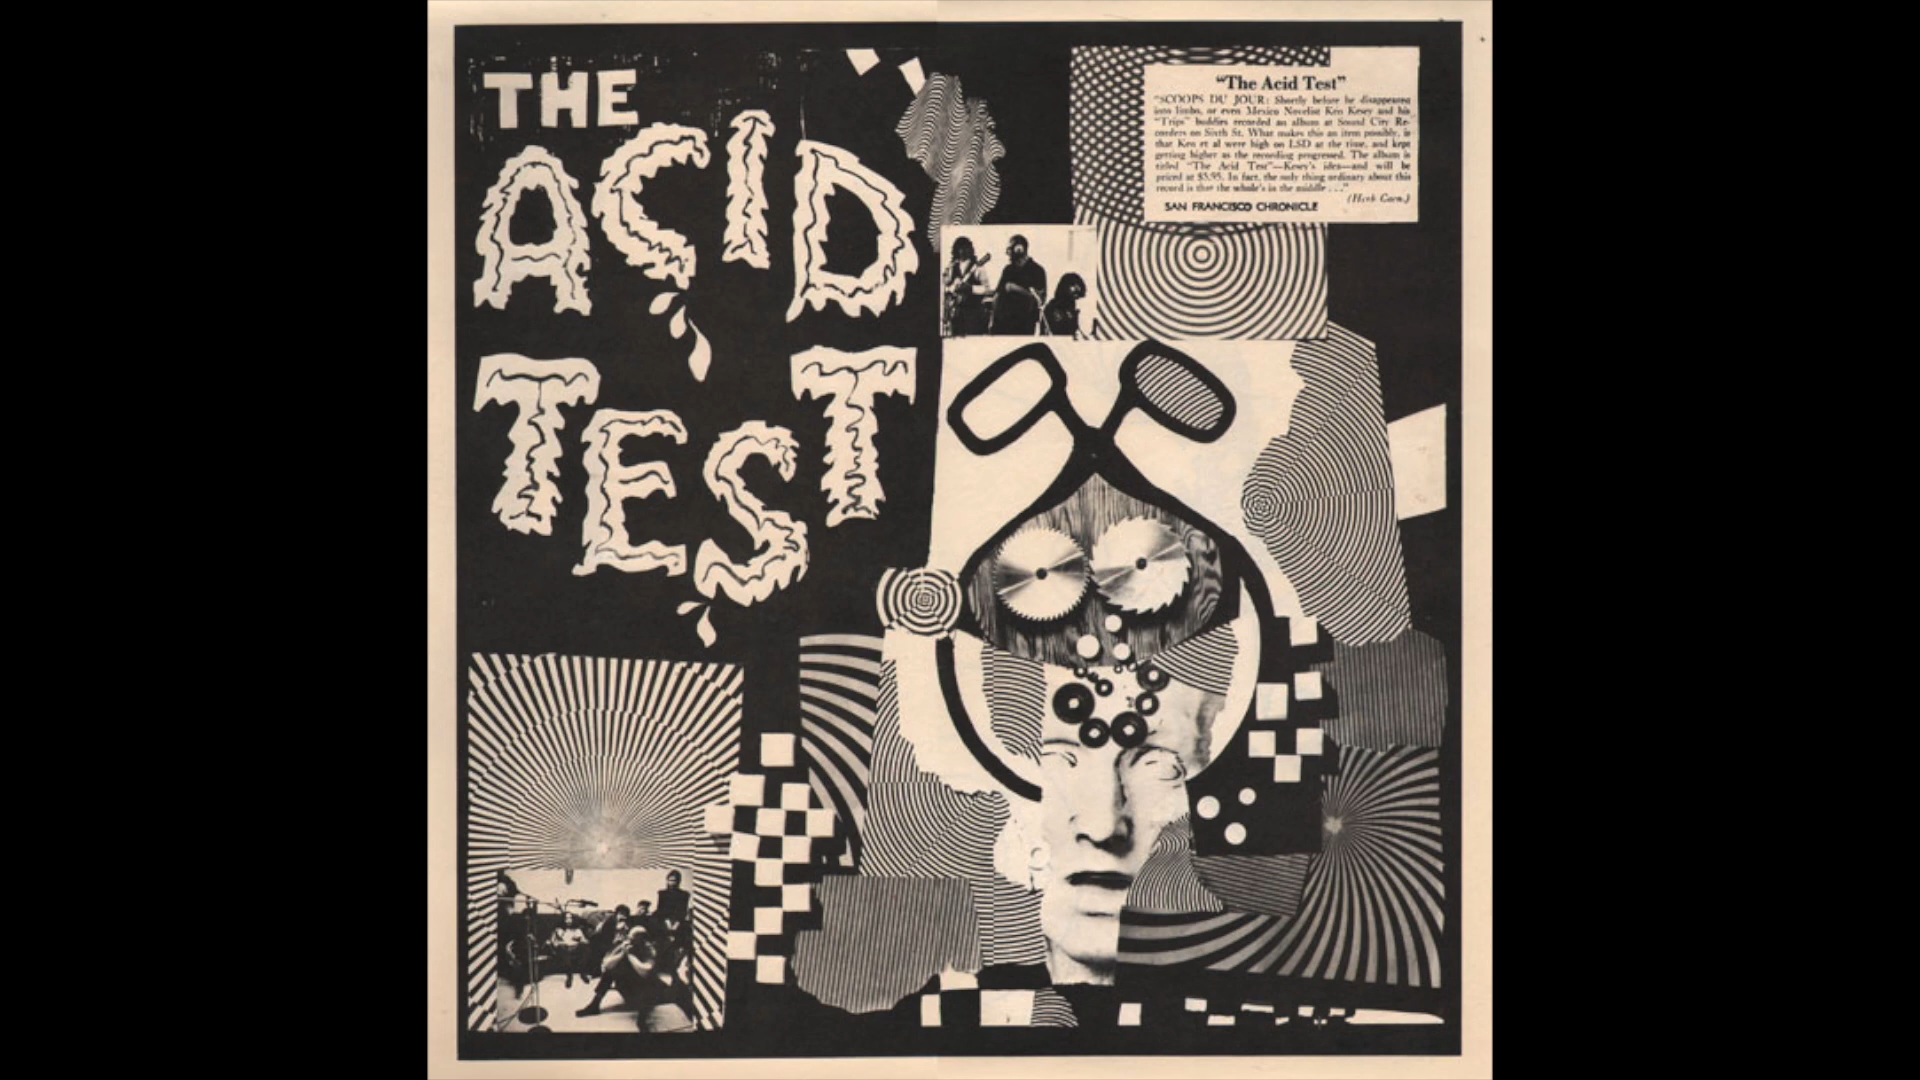 THE
ACID
TEST
"The Acid Test"
"SCOOPS DU JOUR: Shortly before he disappeared
into limbo, or even Mexico Novelist Ken Kesey and his
"Trips" buddies recorded an album at Sound City Re-
corders on Sixth St. What makes this an item possibly, is
that Ken et al were high on LSD at the time, and kept
getting higher as the recording progressed. The album is
titled "The Acid Test"—Kesey's idea—and will be
priced at $5.95. In fact, the only thing ordinary about this
record is that the whole's in the middle ..."
(Herb Caen.)
SAN FRANCISCO CHRONICLE